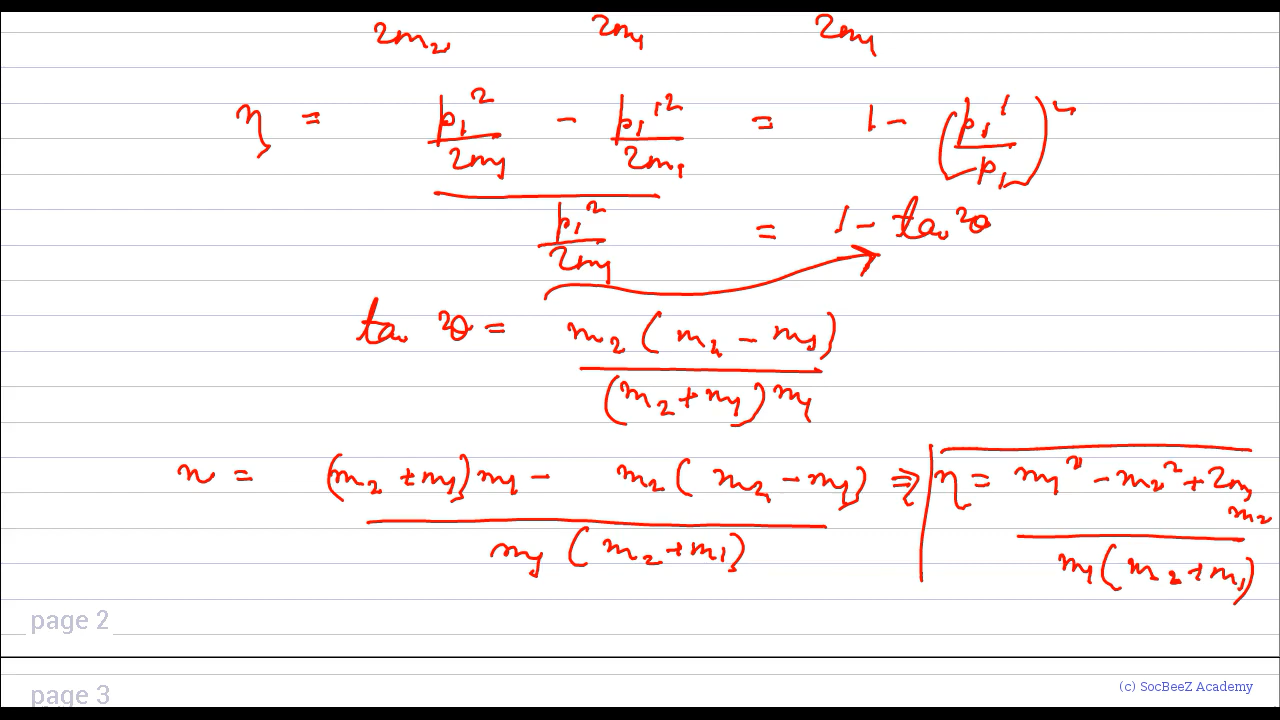 2m₂ 2m₁ 2m₁
η = (p₁²/2m₁ - p₁'²/2m₁) / (p₁²/2m₁) = 1 - (p₁'/p₁)²
= 1 - tan²θ
tan²θ = m₂(m₂ - m₁) / (m₂+m₁)m₁
n = ((m₂+m₁)m₁ - m₂(m₂ - m₁)) / m₁(m₂+m₁) ⇒ η = (m₁² - m₂² + 2m₁m₂) / m₁(m₂+m₁)
page 2
page 3
(c) SocBeeZ Academy